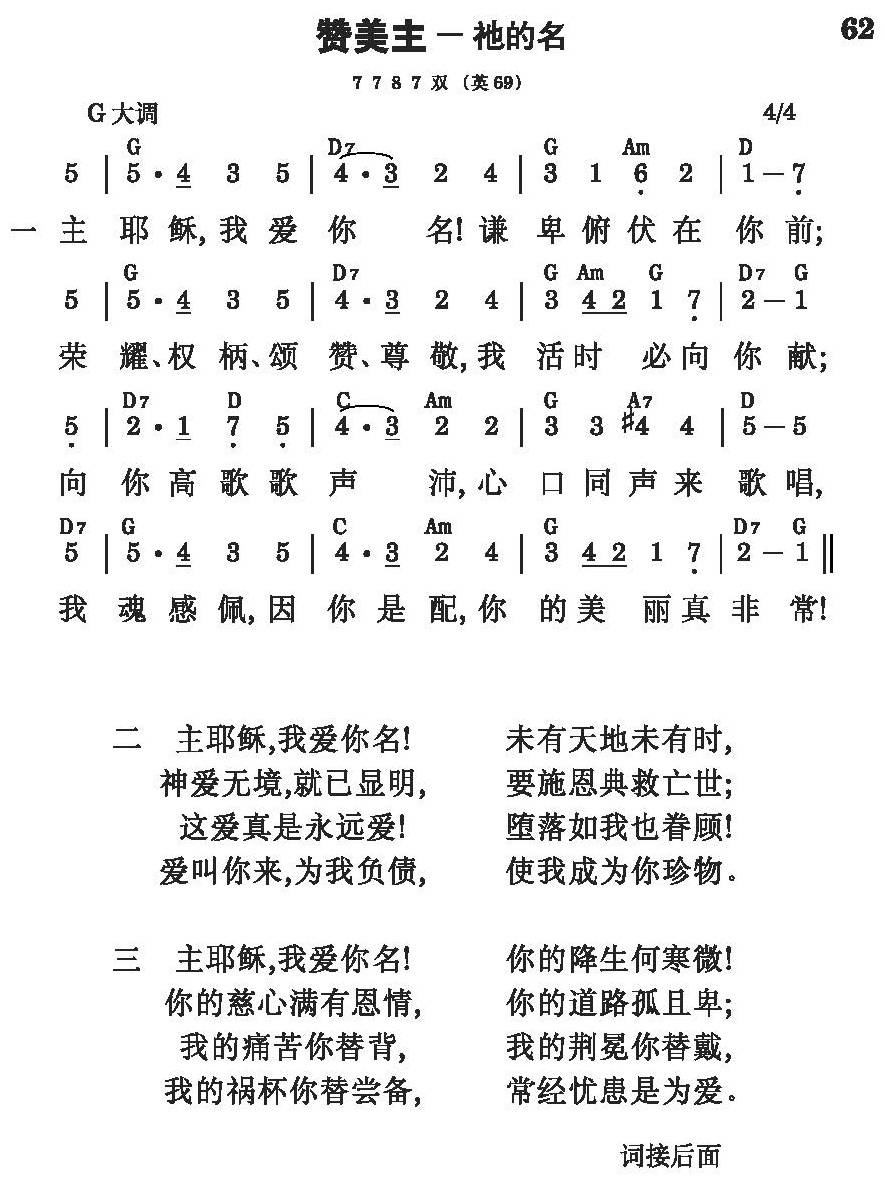 赞美主－祂的名 62
7 7 8 7 双（英69）
G大调 4/4
G D7 G Am D
5 | 5 · 4 3 5 | 4 · 3 2 4 | 3 1 6 2 | 1 － 7
一 主 耶 稣, 我 爱 你 名! 谦 卑 俯 伏 在 你 前;
G D7 G Am G D7 G
5 | 5 · 4 3 5 | 4 · 3 2 4 | 3 4 2 1 7 | 2 － 1
荣 耀、权 柄、颂 赞、尊 敬, 我 活 时 必 向 你 献;
D7 D C Am G A7 D
5 | 2 · 1 7 5 | 4 · 3 2 2 | 3 3 ♯4 4 | 5 － 5
向 你 高 歌 歌 声 沛, 心 口 同 声 来 歌 唱,
D7 G C Am G D7 G
5 | 5 · 4 3 5 | 4 · 3 2 4 | 3 4 2 1 7 | 2 － 1 ‖
我 魂 感 佩, 因 你 是 配, 你 的 美 丽 真 非 常!
二 主耶稣,我爱你名! 未有天地未有时,
神爱无境,就已显明, 要施恩典救亡世;
这爱真是永远爱! 堕落如我也眷顾!
爱叫你来,为我负债, 使我成为你珍物。
三 主耶稣,我爱你名! 你的降生何寒微!
你的慈心满有恩情, 你的道路孤且卑;
我的痛苦你替背, 我的荆冕你替戴,
我的祸杯你替尝备, 常经忧患是为爱。
词接后面